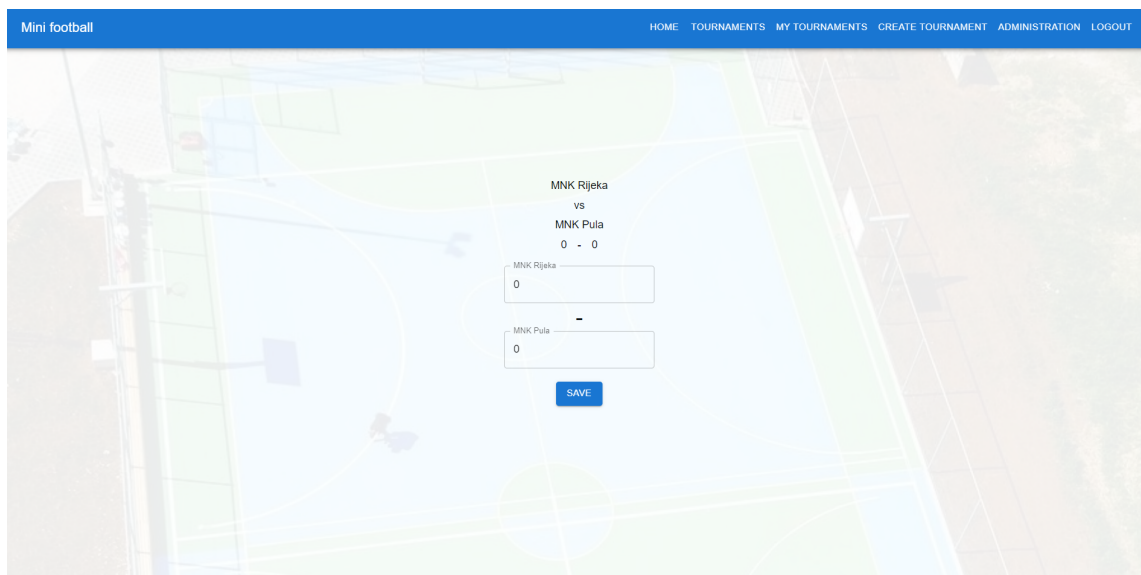 Mini football
HOME TOURNAMENTS MY TOURNAMENTS CREATE TOURNAMENT ADMINISTRATION LOGOUT
MNK Rijeka
vs
MNK Pula
0 - 0
MNK Rijeka
0
-
MNK Pula
0
SAVE